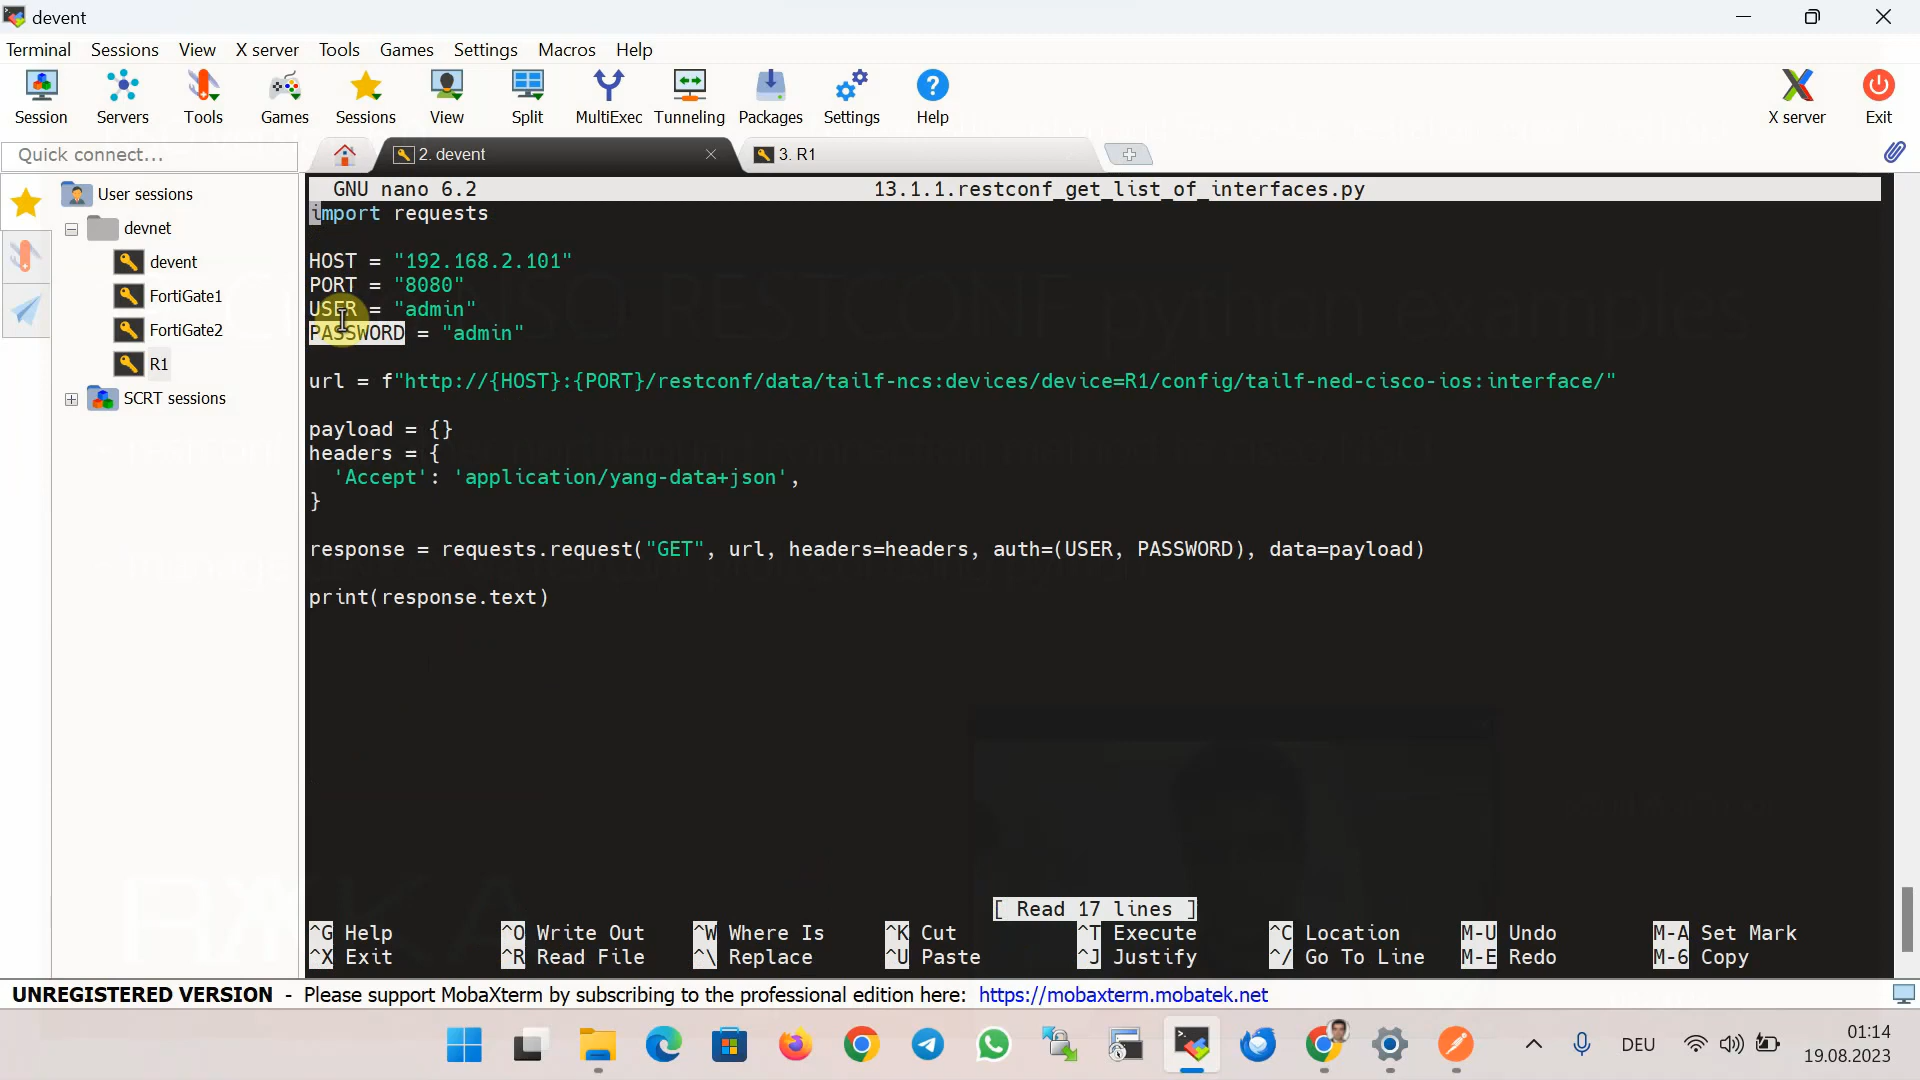 devent
Terminal Sessions View X server Tools Games Settings Macros Help
Session Servers Tools Games Sessions View Split MultiExec Tunneling Packages Settings Help X server Exit
Quick connect... 2. devent 3. R1
User sessions
devnet
devent
FortiGate1
FortiGate2
R1
SCRT sessions
GNU nano 6.2 13.1.1.restconf_get_list_of_interfaces.py
import requests
HOST = "192.168.2.101"
PORT = "8080"
USER = "admin"
PASSWORD = "admin"
url = f"http://{HOST}:{PORT}/restconf/data/tailf-ncs:devices/device=R1/config/tailf-ned-cisco-ios:interface/"
payload = {}
headers = {
'Accept': 'application/yang-data+json',
}
response = requests.request("GET", url, headers=headers, auth=(USER, PASSWORD), data=payload)
print(response.text)
[ Read 17 lines ]
^G Help ^O Write Out ^W Where Is ^K Cut ^T Execute ^C Location M-U Undo M-A Set Mark
^X Exit ^R Read File ^\ Replace ^U Paste ^J Justify ^/ Go To Line M-E Redo M-6 Copy
UNREGISTERED VERSION - Please support MobaXterm by subscribing to the professional edition here: https://mobaxterm.mobatek.net
DEU
01:14
19.08.2023